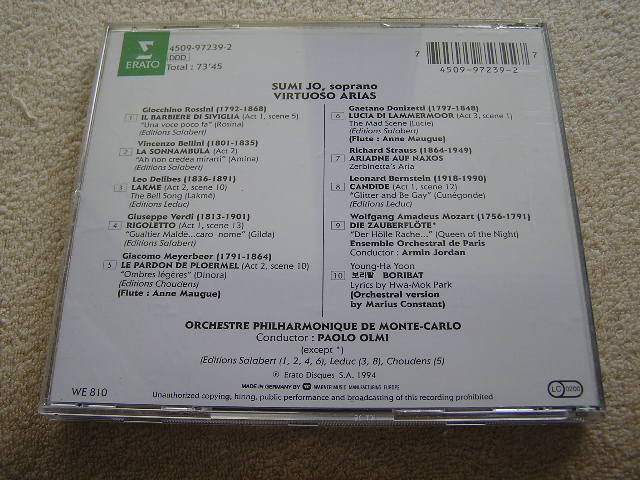 ERATO
4509-97239-2
DDD
Total : 73'45
7
4509-97239-2
7
SUMI JO, soprano
VIRTUOSO ARIAS
Giocchino Rossini (1792-1868)
1 IL BARBIERE DI SIVIGLIA (Act 1, scene 5)
"Una voce poco fa" (Rosina)
(Editions Salabert)
Vincenzo Bellini (1801-1835)
2 LA SONNAMBULA (Act 2)
"Ah non credea mirarti" (Amina)
(Editions Salabert)
Leo Delibes (1836-1891)
3 LAKME (Act 2, scene 10)
The Bell Song (Lakmé)
(Editions Leduc)
Giuseppe Verdi (1813-1901)
4 RIGOLETTO (Act 1, scene 13)
"Gualtier Malde...caro nome" (Gilda)
(Editions Salabert)
Giacomo Meyerbeer (1791-1864)
5 LE PARDON DE PLOERMEL (Act 2, scene 10)
"Ombres légères" (Dinora)
(Editions Choudens)
(Flute : Anne Maugue)
Gaetano Donizetti (1797-1848)
6 LUCIA DI LAMMERMOOR (Act 3, scene 1)
The Mad Scene (Lucie)
(Editions Salabert)
(Flute : Anne Maugue)
Richard Strauss (1864-1949)
7 ARIADNE AUF NAXOS
Zerbinetta's Aria
Leonard Bernstein (1918-1990)
8 CANDIDE (Act 1, scene 12)
"Glitter and Be Gay" (Cunégonde)
(Editions Leduc)
Wolfgang Amadeus Mozart (1756-1791)
9 DIE ZAUBERFLÖTE*
"Der Hölle Rache..." (Queen of the Night)
Ensemble Orchestral de Paris
Conductor : Armin Jordan
Young-Ha Yoon
10 보리밭 BORIBAT
Lyrics by Hwa-Mok Park
(Orchestral version
by Marius Constant)
ORCHESTRE PHILHARMONIQUE DE MONTE-CARLO
Conductor : PAOLO OLMI
(except *)
(Editions Salabert (1, 2, 4, 6), Leduc (3, 8), Choudens (5)
℗ Erato Disques S.A. 1994
MADE IN GERMANY BY WARNER MUSIC MANUFACTURING EUROPE
WE 810
LC 0200
Unauthorized copying, hiring, public performance and broadcasting of this recording prohibited